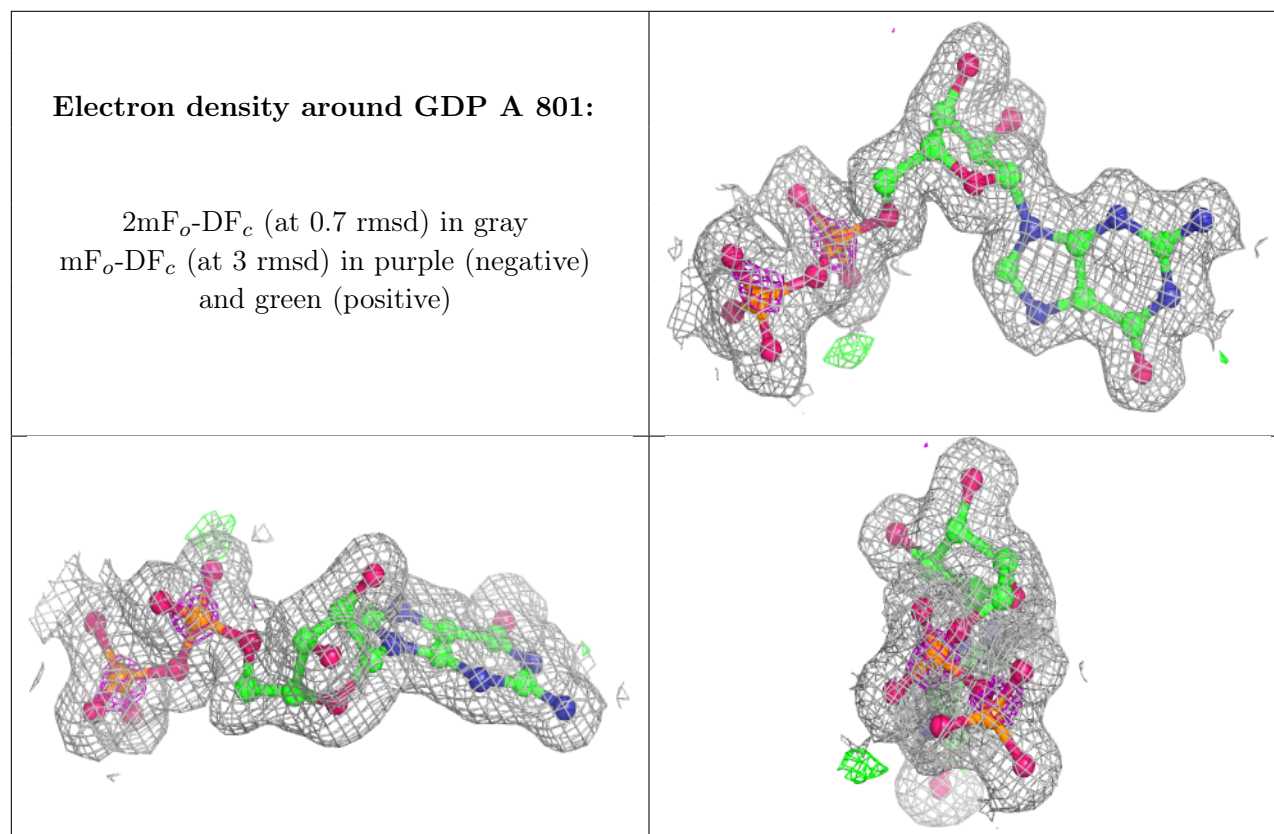 Electron density around GDP A 801:
2mFₒ-DF𝒸 (at 0.7 rmsd) in gray
mFₒ-DF𝒸 (at 3 rmsd) in purple (negative)
and green (positive)